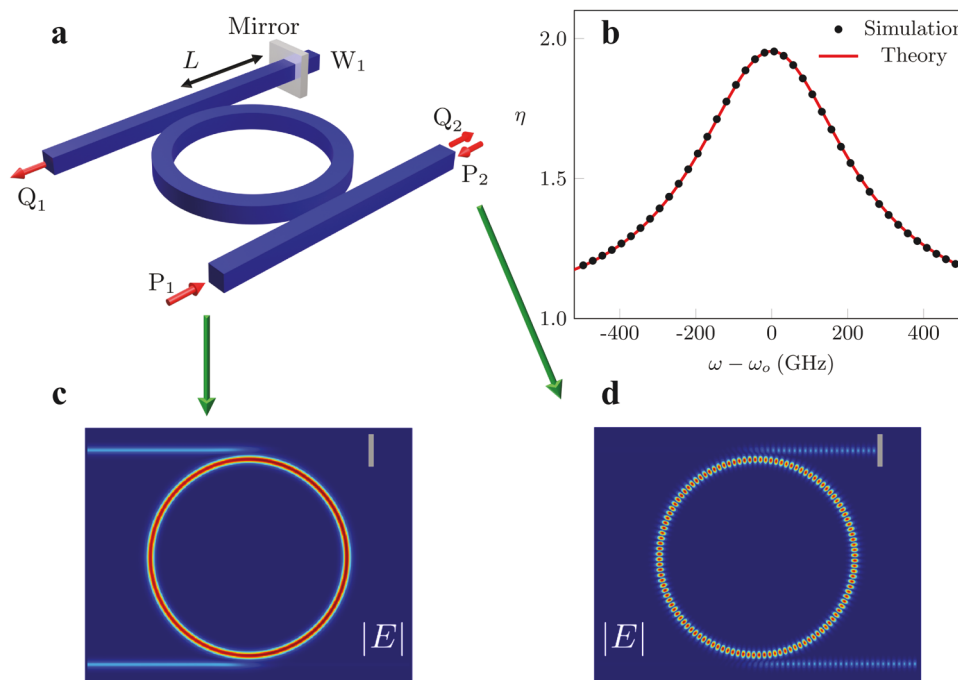 a
Mirror
L
W₁
Q₂
P₂
Q₁
P₁
b
Simulation
Theory
2.0
η
1.5
1.0
-400 -200 0 200 400
ω − ωₒ (GHz)
c
|E|
d
|E|